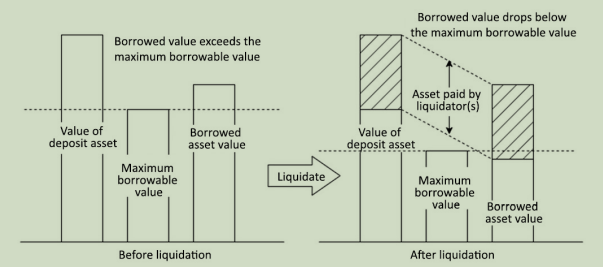 Borrowed value exceeds the
maximum borrowable value
Value of
deposit asset
Borrowed
asset value
Maximum
borrowable
value
Before liquidation
Liquidate
Borrowed value drops below
the maximum borrowable value
Asset paid by
liquidator(s)
Value of
deposit asset
Maximum
borrowable
value
Borrowed
asset value
After liquidation